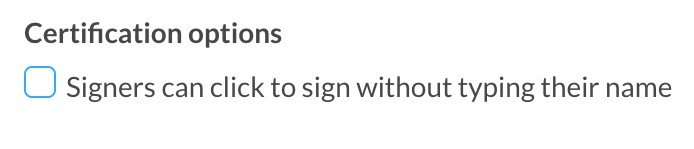 Certification options
Signers can click to sign without typing their name